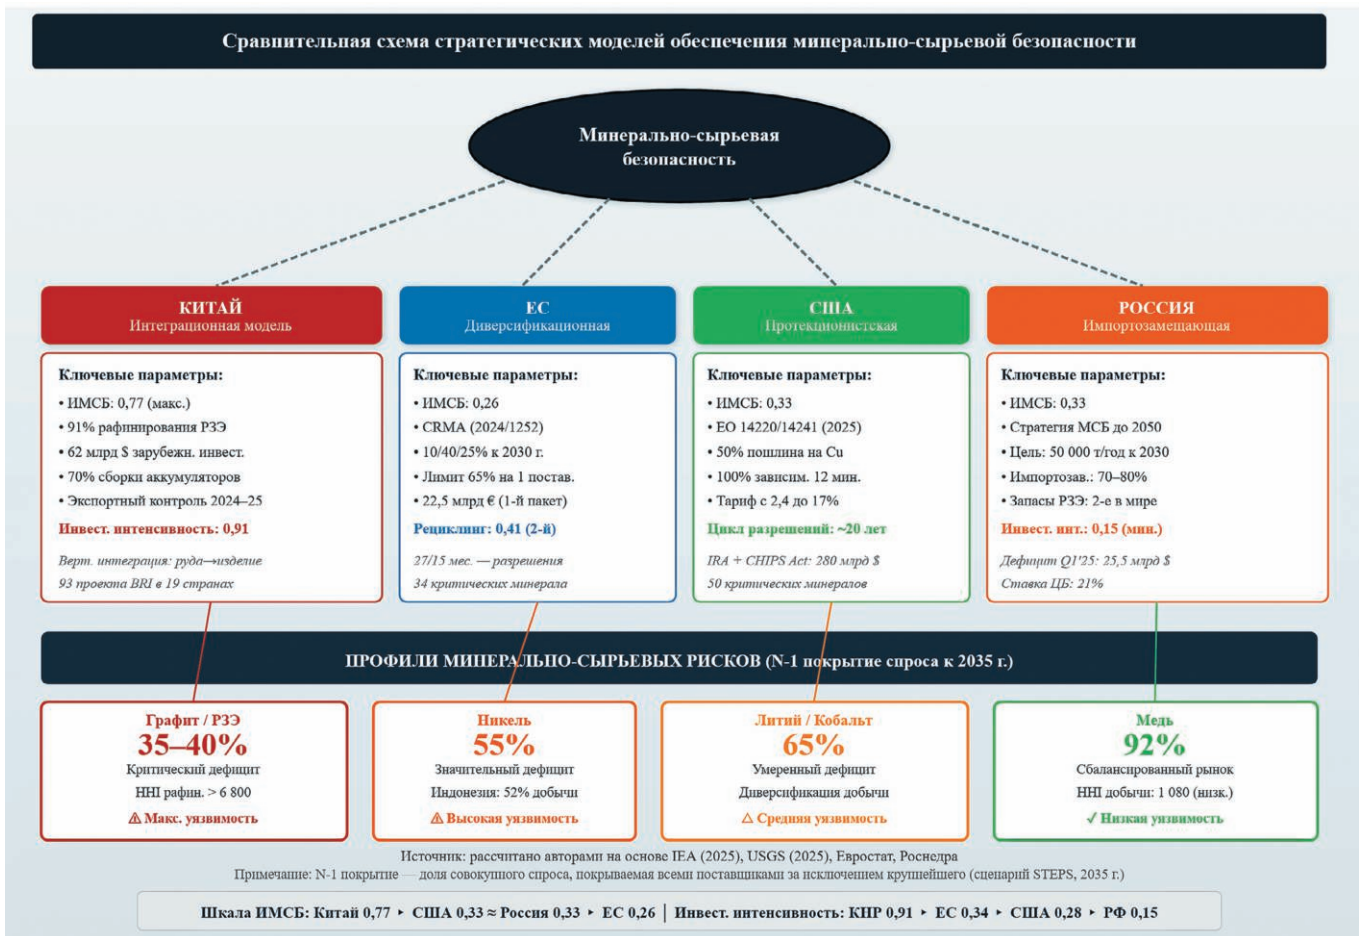 Сравнительная схема стратегических моделей обеспечения минерально-сырьевой безопасности
Минерально-сырьевая
безопасность
КИТАЙ
Интеграционная модель
Ключевые параметры:
• ИМСБ: 0,77 (макс.)
• 91% рафинирования РЗЭ
• 62 млрд $ зарубежн. инвест.
• 70% сборки аккумуляторов
• Экспортный контроль 2024–25
Инвест. интенсивность: 0,91
Верт. интеграция: руда→изделие
93 проекта BRI в 19 странах
ЕС
Диверсификационная
Ключевые параметры:
• ИМСБ: 0,26
• CRMA (2024/1252)
• 10/40/25% к 2030 г.
• Лимит 65% на 1 постав.
• 22,5 млрд € (1-й пакет)
Рециклинг: 0,41 (2-й)
27/15 мес. — разрешения
34 критических минерала
США
Протекционистская
Ключевые параметры:
• ИМСБ: 0,33
• EO 14220/14241 (2025)
• 50% пошлина на Cu
• 100% зависим. 12 мин.
• Тариф с 2,4 до 17%
Цикл разрешений: ~20 лет
IRA + CHIPS Act: 280 млрд $
50 критических минералов
РОССИЯ
Импортозамещающая
Ключевые параметры:
• ИМСБ: 0,33
• Стратегия МСБ до 2050
• Цель: 50 000 т/год к 2030
• Импортозав.: 70–80%
• Запасы РЗЭ: 2-е в мире
Инвест. инт.: 0,15 (мин.)
Дефицит Q1'25: 25,5 млрд $
Ставка ЦБ: 21%
ПРОФИЛИ МИНЕРАЛЬНО-СЫРЬЕВЫХ РИСКОВ (N-1 покрытие спроса к 2035 г.)
Графит / РЗЭ
35–40%
Критический дефицит
HHI рафин. > 6 800
⚠ Макс. уязвимость
Никель
55%
Значительный дефицит
Индонезия: 52% добычи
⚠ Высокая уязвимость
Литий / Кобальт
65%
Умеренный дефицит
Диверсификация добычи
△ Средняя уязвимость
Медь
92%
Сбалансированный рынок
HHI добычи: 1 080 (низк.)
✓ Низкая уязвимость
Источник: рассчитано авторами на основе IEA (2025), USGS (2025), Евростат, Роснедра
Примечание: N-1 покрытие — доля совокупного спроса, покрываемая всеми поставщиками за исключением крупнейшего (сценарий STEPS, 2035 г.)
Шкала ИМСБ: Китай 0,77 ▸ США 0,33 ≈ Россия 0,33 ▸ ЕС 0,26 | Инвест. интенсивность: КНР 0,91 ▸ ЕС 0,34 ▸ США 0,28 ▸ РФ 0,15